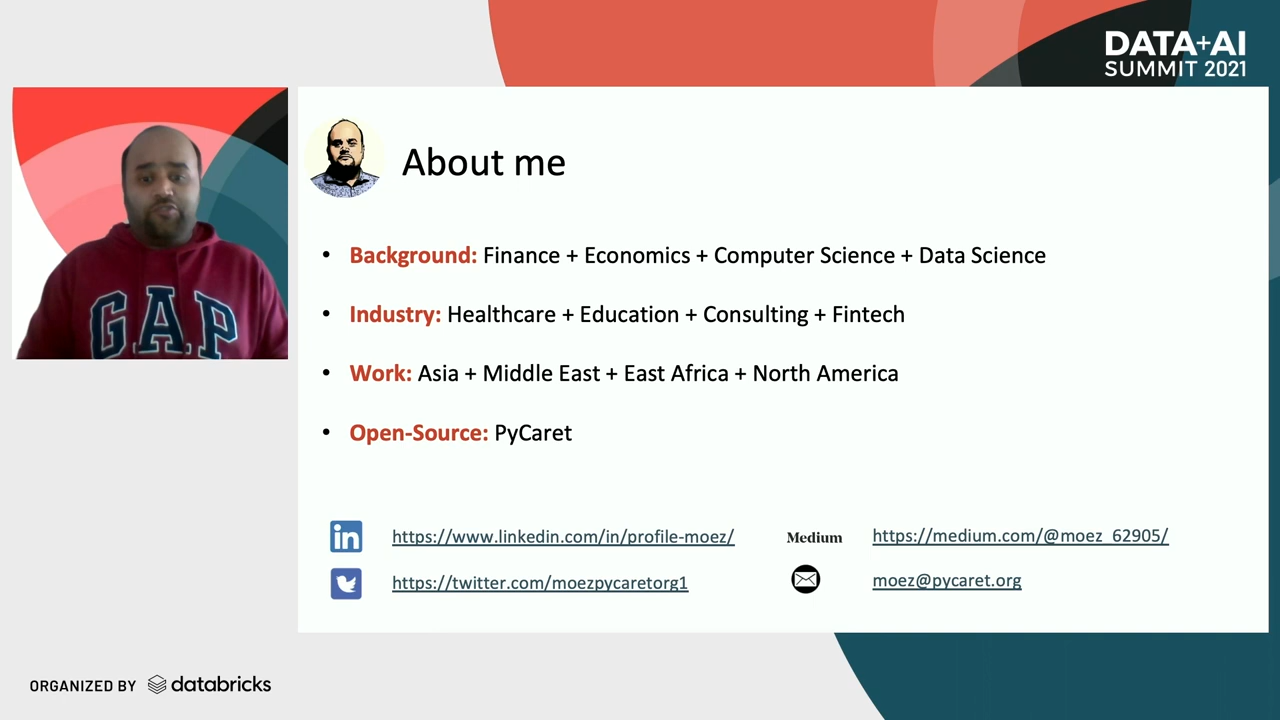 DATA+AI
SUMMIT 2021
GAP
About me
• Background: Finance + Economics + Computer Science + Data Science
• Industry: Healthcare + Education + Consulting + Fintech
• Work: Asia + Middle East + East Africa + North America
• Open-Source: PyCaret
in https://www.linkedin.com/in/profile-moez/
Medium https://medium.com/@moez_62905/
https://twitter.com/moezpycaretorg1
moez@pycaret.org
ORGANIZED BY databricks